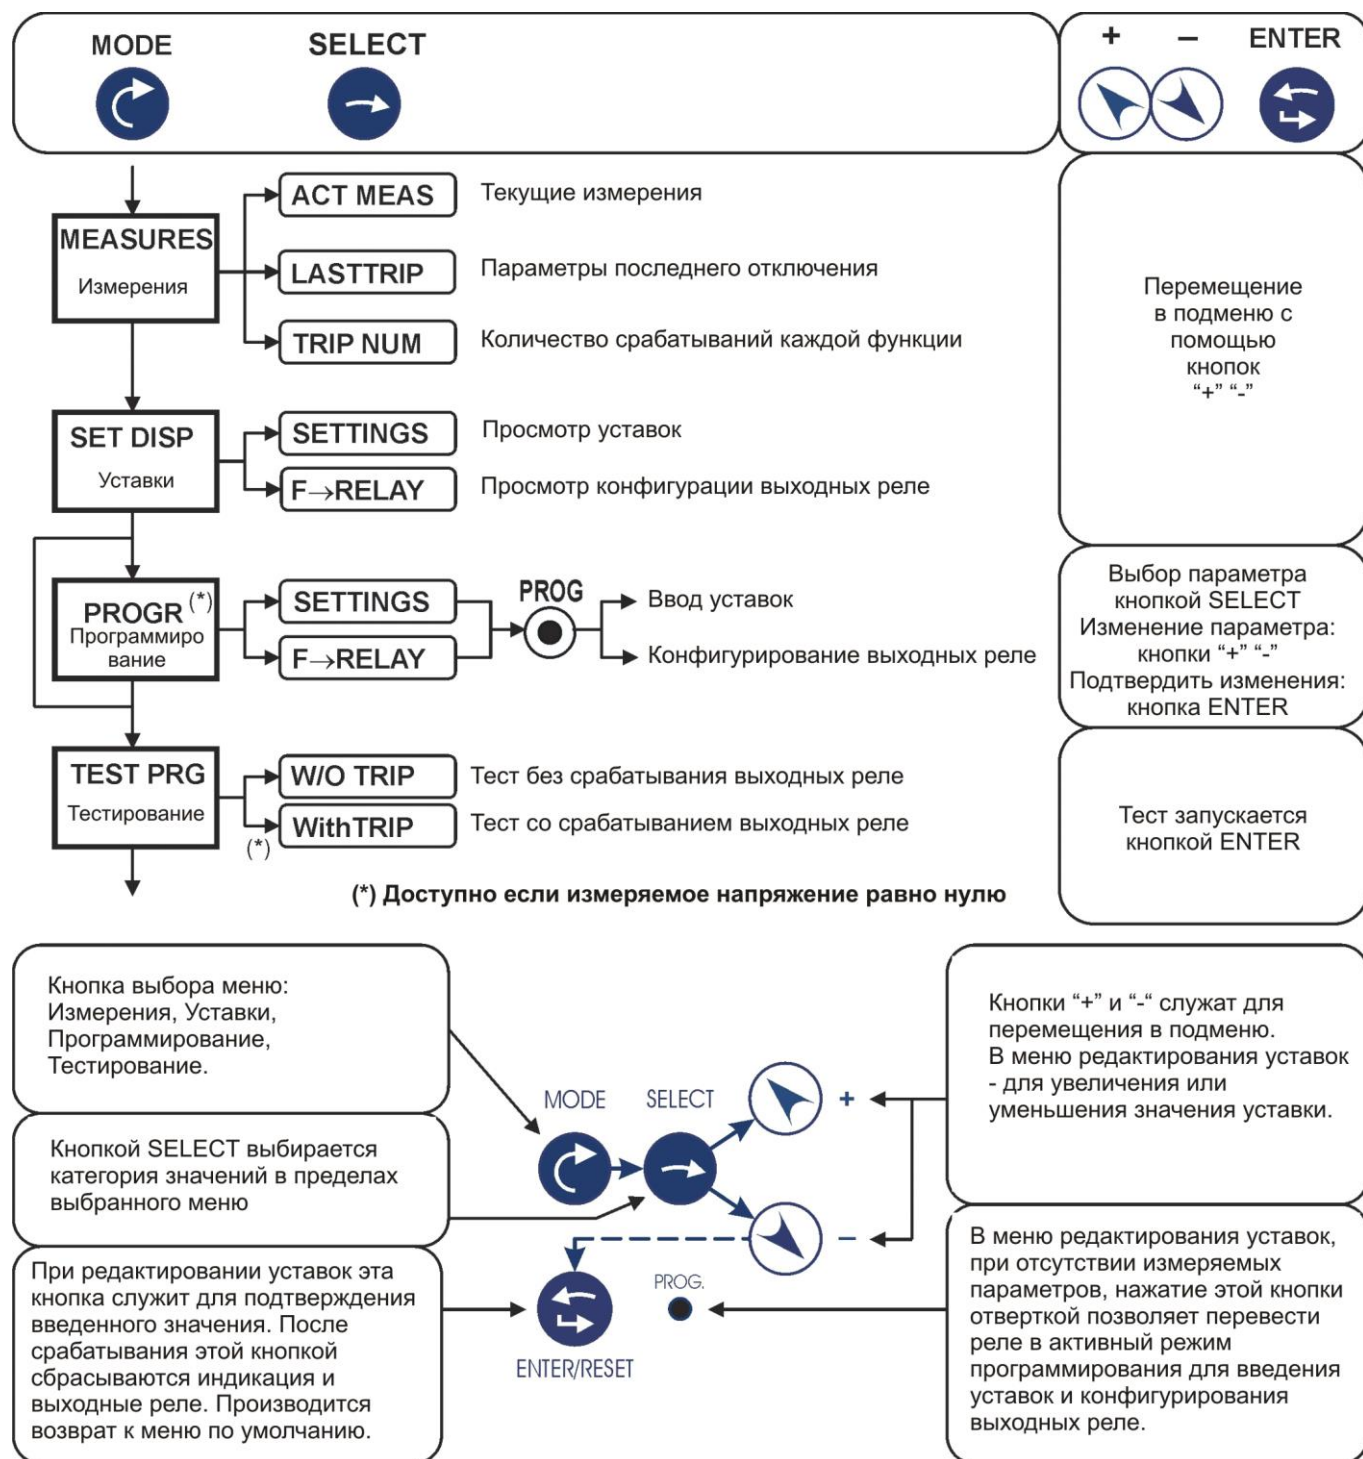 MODE
SELECT
+ – ENTER
MEASURES
Измерения
ACT MEAS
Текущие измерения
LASTTRIP
Параметры последнего отключения
TRIP NUM
Количество срабатываний каждой функции
Перемещение
в подменю с
помощью
кнопок
“+” “-”
SET DISP
Уставки
SETTINGS
Просмотр уставок
F→RELAY
Просмотр конфигурации выходных реле
PROGR (*)
Программиро
вание
SETTINGS
F→RELAY
PROG
Ввод уставок
Конфигурирование выходных реле
Выбор параметра
кнопкой SELECT
Изменение параметра:
кнопки “+” “-”
Подтвердить изменения:
кнопка ENTER
TEST PRG
Тестирование
W/O TRIP
Тест без срабатывания выходных реле
WithTRIP
(*)
Тест со срабатыванием выходных реле
Тест запускается
кнопкой ENTER
(*) Доступно если измеряемое напряжение равно нулю
Кнопка выбора меню:
Измерения, Уставки,
Программирование,
Тестирование.
Кнопкой SELECT выбирается
категория значений в пределах
выбранного меню
При редактировании уставок эта
кнопка служит для подтверждения
введенного значения. После
срабатывания этой кнопкой
сбрасываются индикация и
выходные реле. Производится
возврат к меню по умолчанию.
MODE
SELECT
+
–
PROG.
ENTER/RESET
Кнопки “+” и “-“ служат для
перемещения в подменю.
В меню редактирования уставок
- для увеличения или
уменьшения значения уставки.
В меню редактирования уставок,
при отсутствии измеряемых
параметров, нажатие этой кнопки
отверткой позволяет перевести
реле в активный режим
программирования для введения
уставок и конфигурирования
выходных реле.